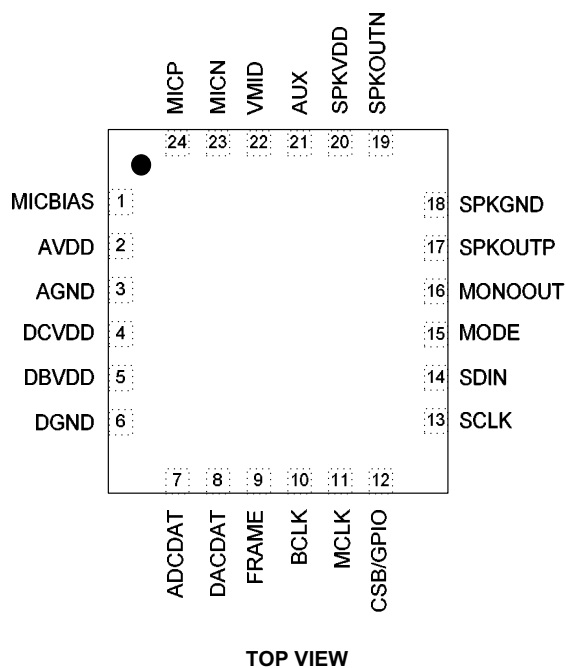 MICP
MICN
VMID
AUX
SPKVDD
SPKOUTN
24
23
22
21
20
19
MICBIAS 1
18 SPKGND
AVDD 2
17 SPKOUTP
AGND 3
16 MONOOUT
DCVDD 4
15 MODE
DBVDD 5
14 SDIN
DGND 6
13 SCLK
7
8
9
10
11
12
ADCDAT
DACDAT
FRAME
BCLK
MCLK
CSB/GPIO
TOP VIEW